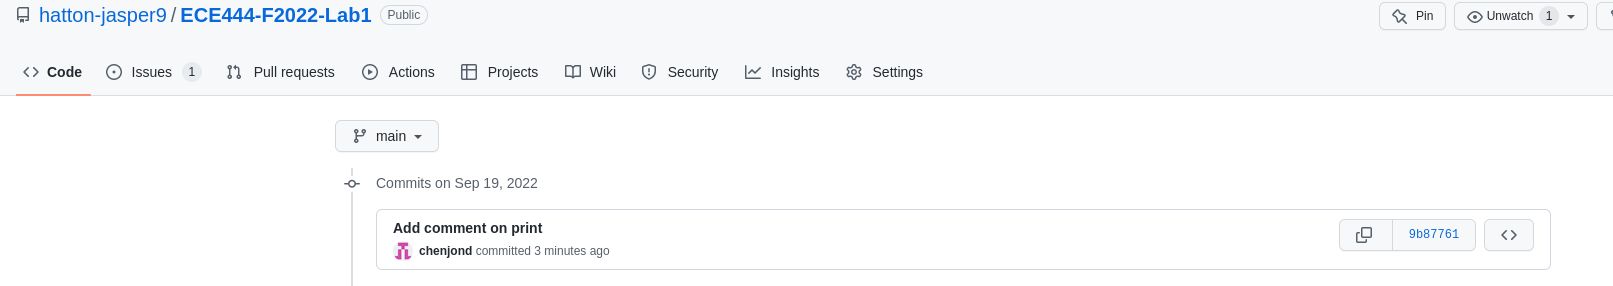 hatton-jasper9 / ECE444-F2022-Lab1 Public Pin Unwatch 1
Code Issues 1 Pull requests Actions Projects Wiki Security Insights Settings
main
Commits on Sep 19, 2022
Add comment on print
chenjond committed 3 minutes ago
9b87761